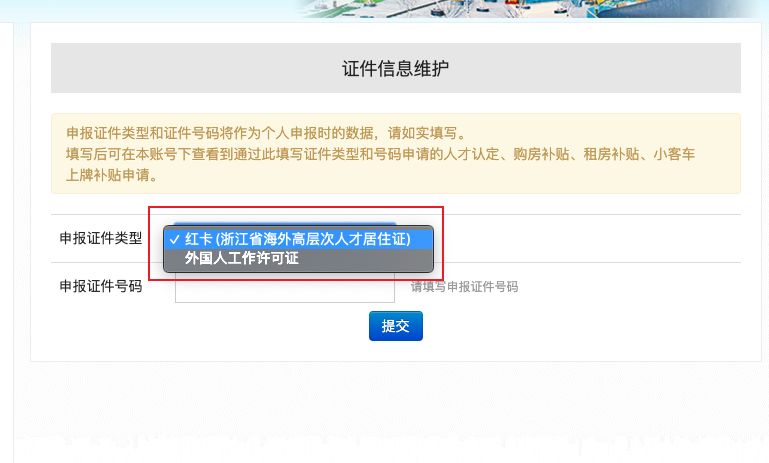 证件信息维护
申报证件类型和证件号码将作为个人申报时的数据，请如实填写。
填写后可在本账号下查看到通过此填写证件类型和号码申请的人才认定、购房补贴、租房补贴、小客车
上牌补贴申请。
申报证件类型
✓ 红卡 (浙江省海外高层次人才居住证)
外国人工作许可证
申报证件号码 请填写申报证件号码
提交